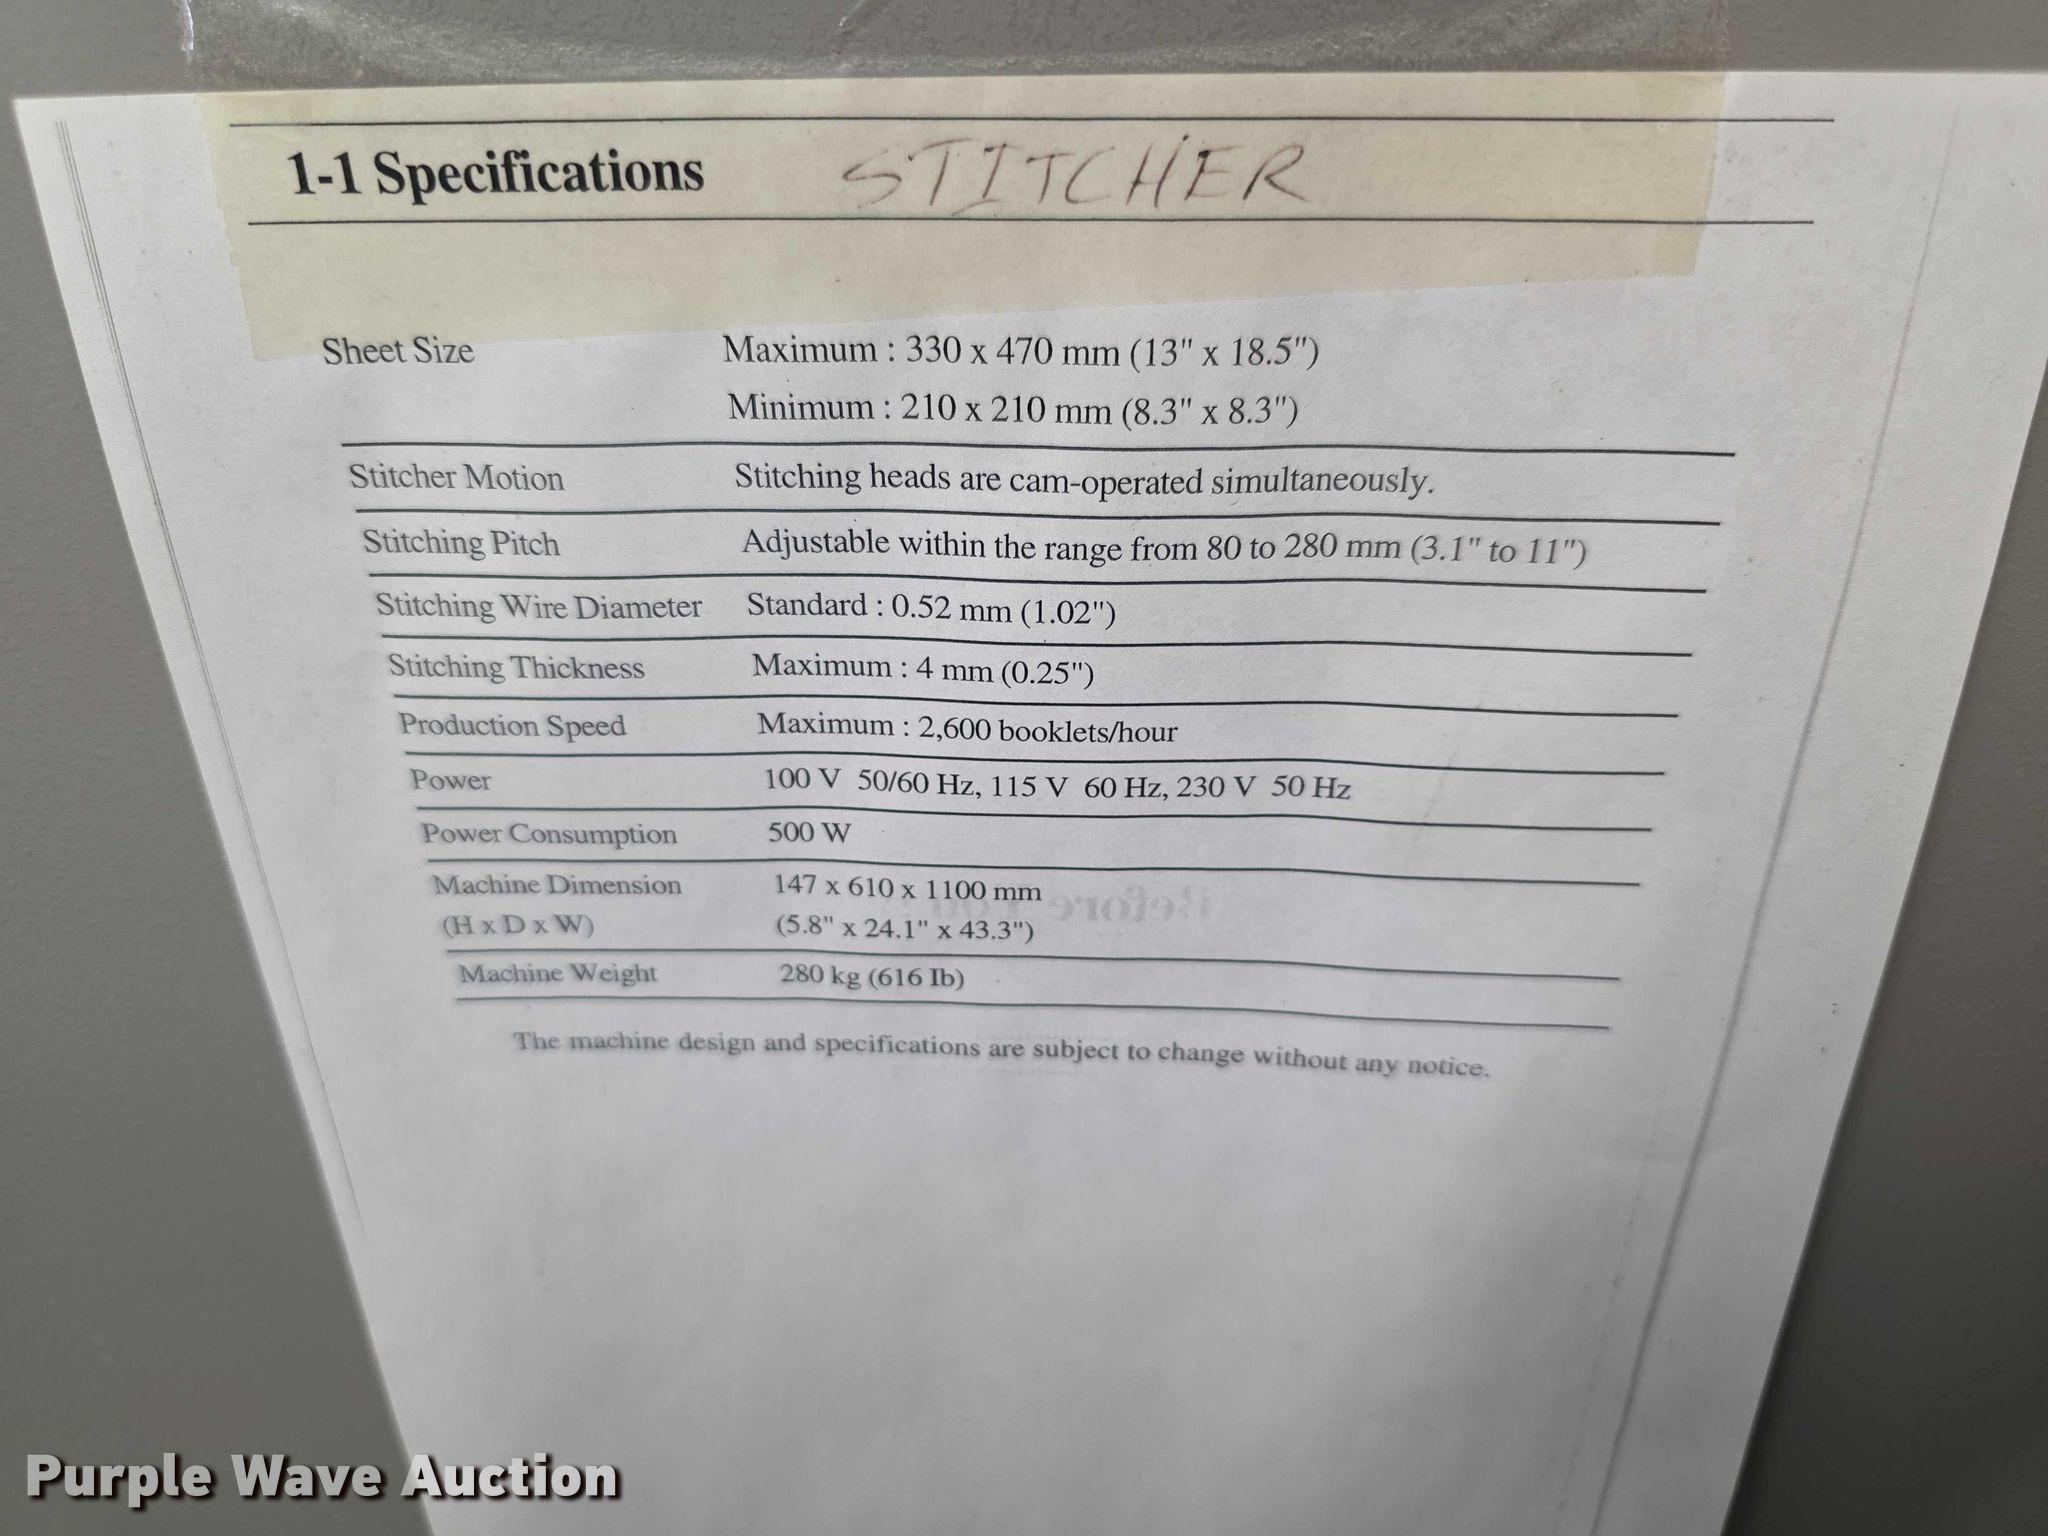 1-1 Specifications STITCHER
Sheet Size Maximum : 330 x 470 mm (13" x 18.5")
Minimum : 210 x 210 mm (8.3" x 8.3")
Stitcher Motion Stitching heads are cam-operated simultaneously.
Stitching Pitch Adjustable within the range from 80 to 280 mm (3.1" to 11")
Stitching Wire Diameter Standard : 0.52 mm (1.02")
Stitching Thickness Maximum : 4 mm (0.25")
Production Speed Maximum : 2,600 booklets/hour
Power 100 V 50/60 Hz, 115 V 60 Hz, 230 V 50 Hz
Power Consumption 500 W
Machine Dimension 147 x 610 x 1100 mm
(H x D x W) (5.8" x 24.1" x 43.3")
Machine Weight 280 kg (616 Ib)
The machine design and specifications are subject to change without any notice.
Purple Wave Auction